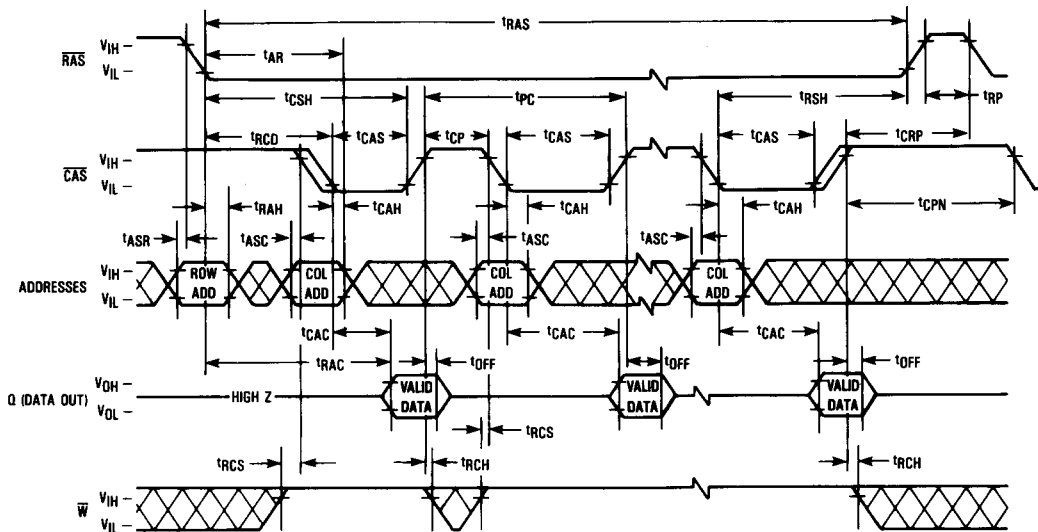 tRAS
RAS VIH
VIL
tAR
tCSH tPC tRSH tRP
tRCD tCAS tCP tCAS tCAS tCRP
CAS VIH
VIL
tRAH tCAH tCAH tCAH tCPN
tASR tASC tASC tASC
ADDRESSES VIH
VIL
ROW ADD
COL ADD
COL ADD
COL ADD
tCAC tCAC tCAC
tRAC tOFF tOFF tOFF
Q (DATA OUT) VOH
VOL
HIGH Z
VALID DATA
VALID DATA
VALID DATA
tRCS
tRCS tRCH tRCH
W VIH
VIL